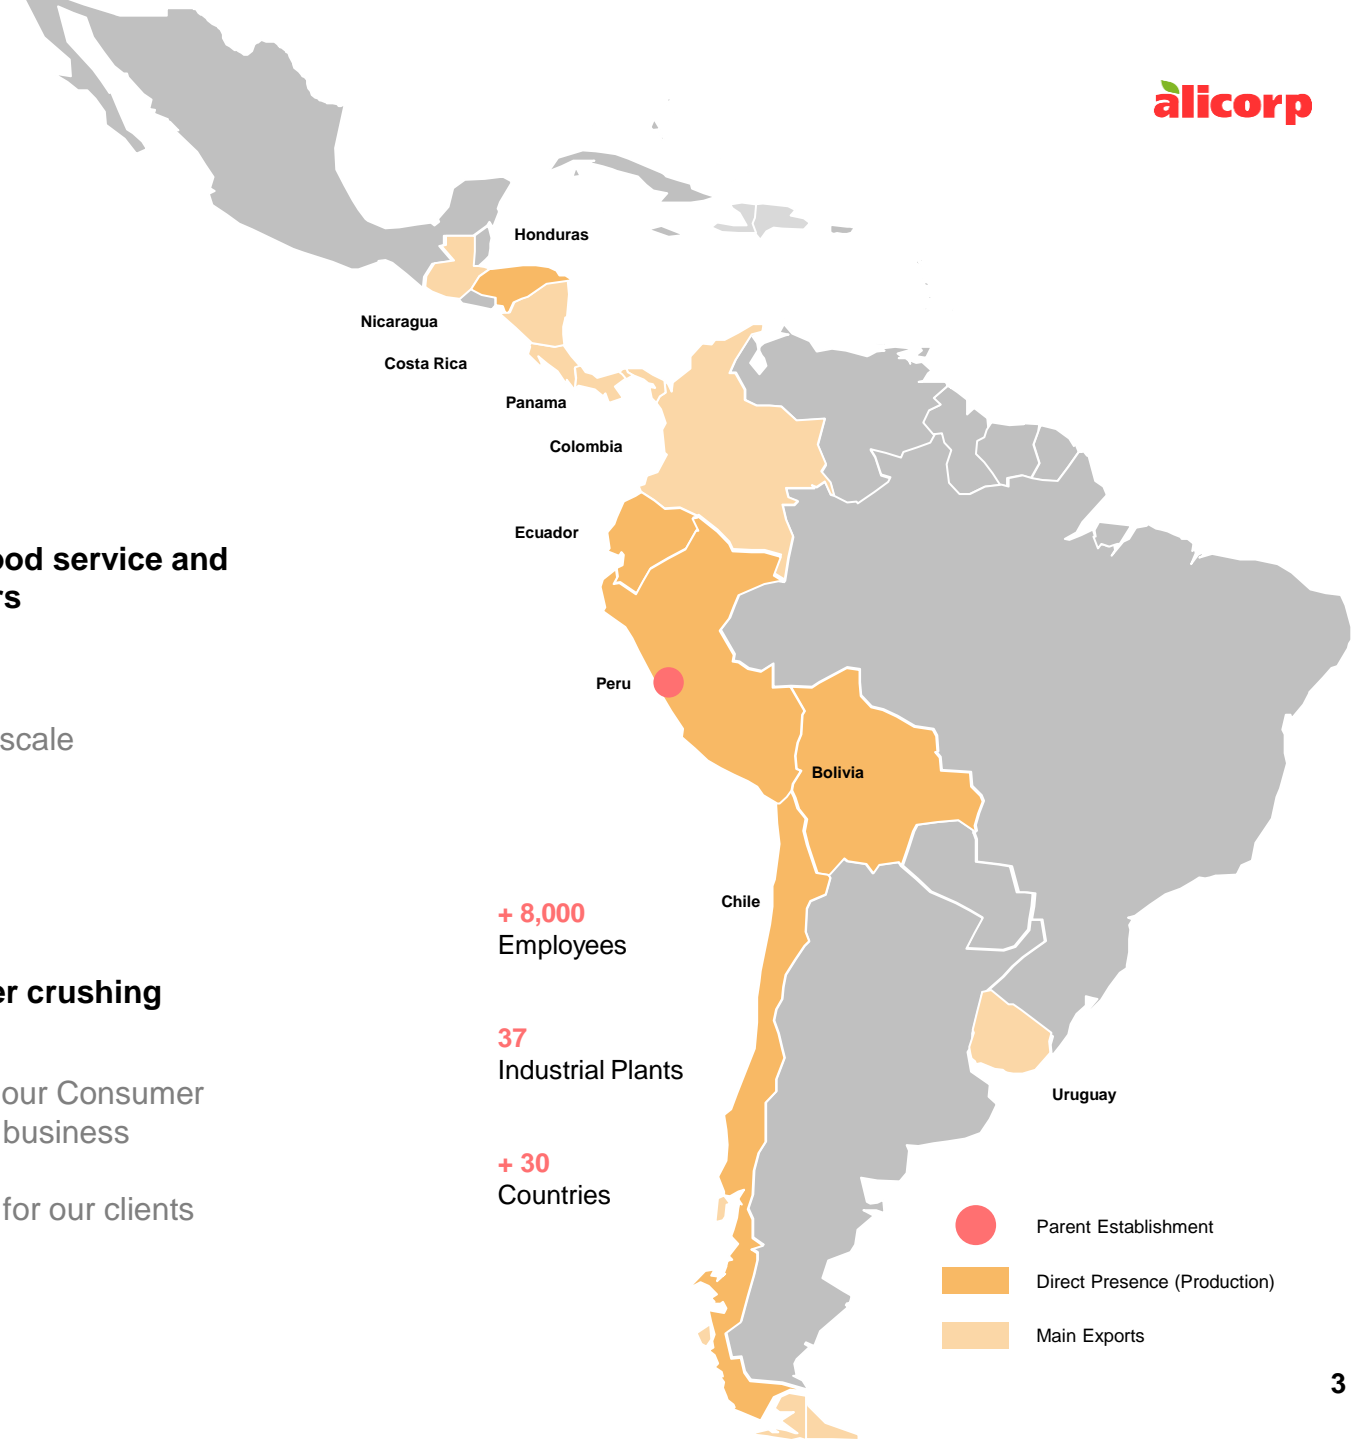 alicorp
Honduras
Nicaragua
Costa Rica
Panama
Colombia
Ecuador
Peru
Bolivia
Chile
Uruguay
food service and
rs
scale
er crushing
our Consumer
business
for our clients
+ 8,000
Employees
37
Industrial Plants
+ 30
Countries
Parent Establishment
Direct Presence (Production)
Main Exports
3